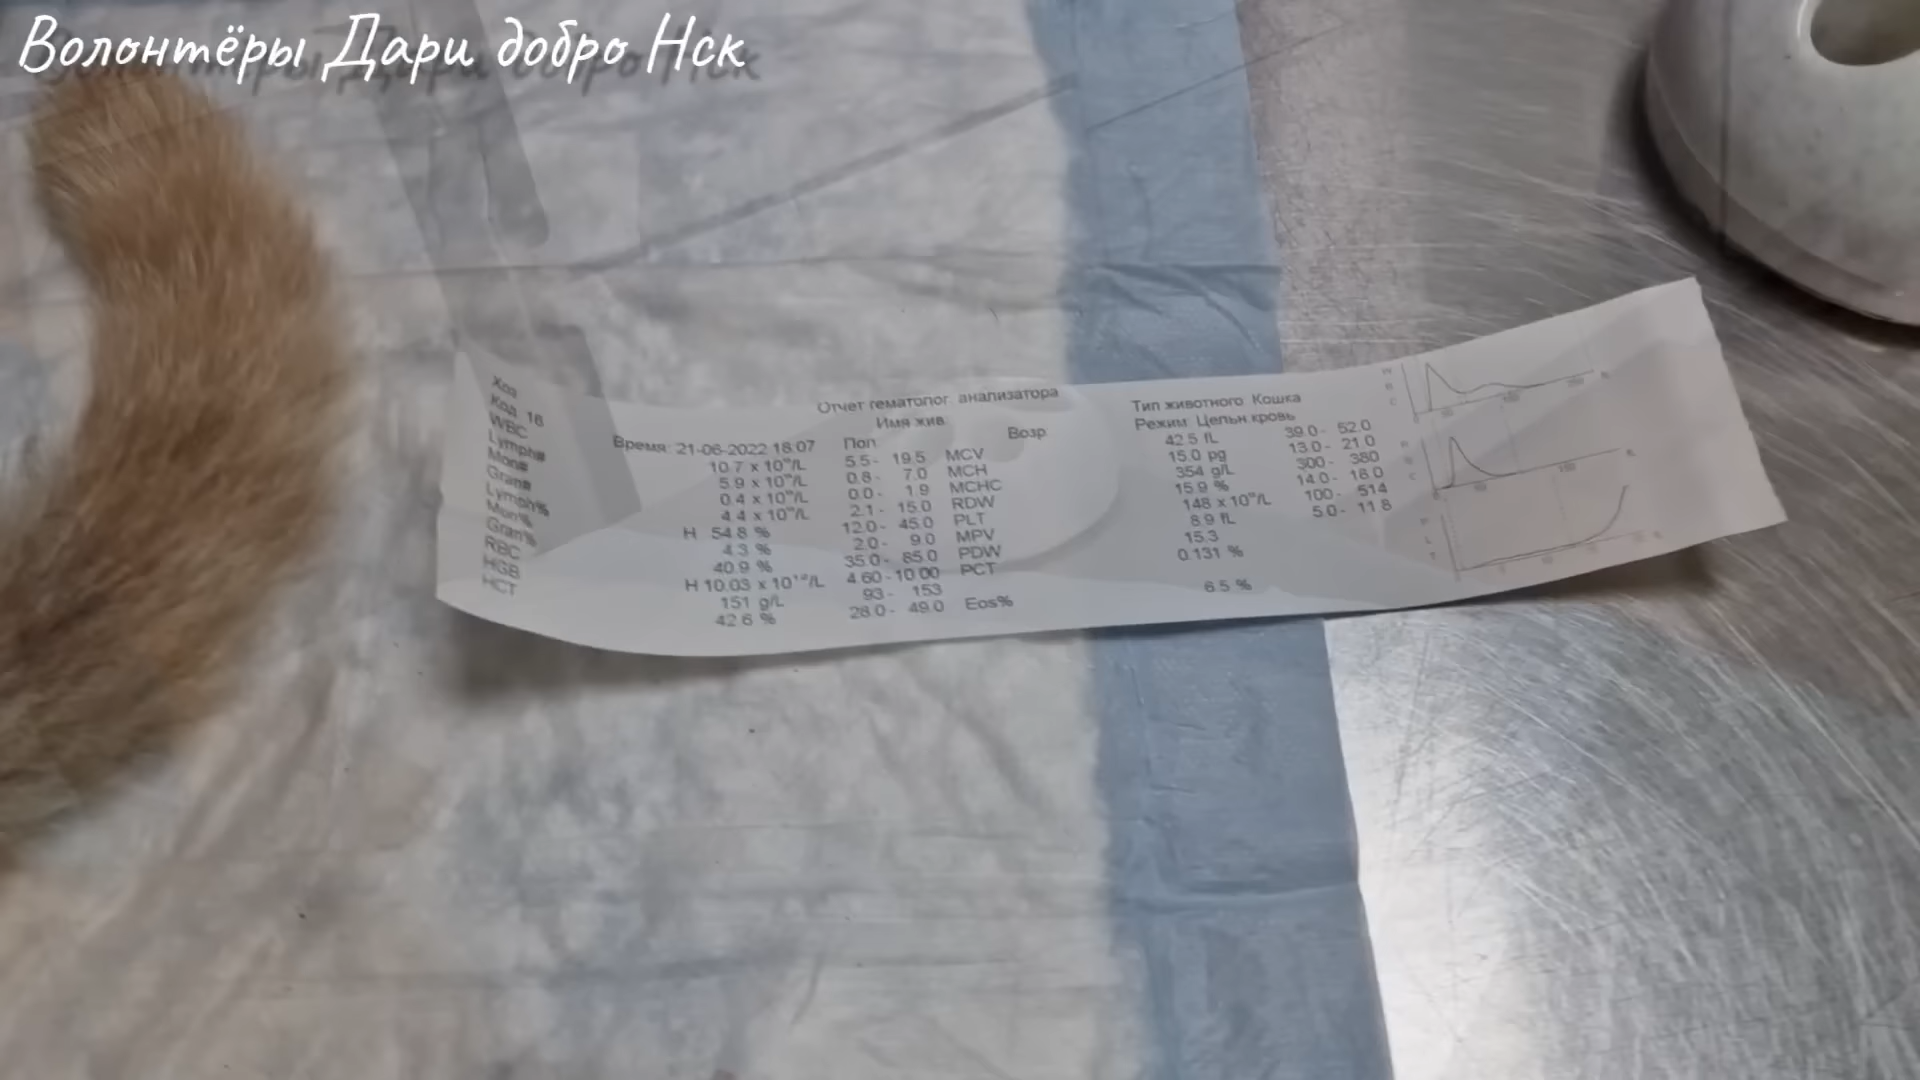 Волонтёры Дари добро Нск
Отчет гематолог. анализатора
Хоз Имя жив. Тип животного Кошка
Код 16 Время: 21-06-2022 18:07 Пол Возр Режим: Цельн кровь
WBC 10.7 x 10⁹/L 5.5 - 19.5 MCV 42.5 fL 39.0 - 52.0
Lymph# 5.9 x 10⁹/L 0.8 - 7.0 MCH 15.0 pg 13.0 - 21.0
Mon# 0.4 x 10⁹/L 0.0 - 1.9 MCHC 354 g/L 300 - 380
Gran# 4.4 x 10⁹/L 2.1 - 15.0 RDW 15.9 % 14.0 - 18.0
Lymph% H 54.8 % 12.0 - 45.0 PLT 148 x 10⁹/L 100 - 514
Mon% 4.3 % 2.0 - 9.0 MPV 8.9 fL 5.0 - 11.8
Gran% 40.9 % 35.0 - 85.0 PDW 15.3
RBC H 10.03 x 10¹²/L 4.60 - 10.00 PCT 0.131 %
HGB 151 g/L 93 - 153
HCT 42.6 % 28.0 - 49.0 Eos% 6.5 %